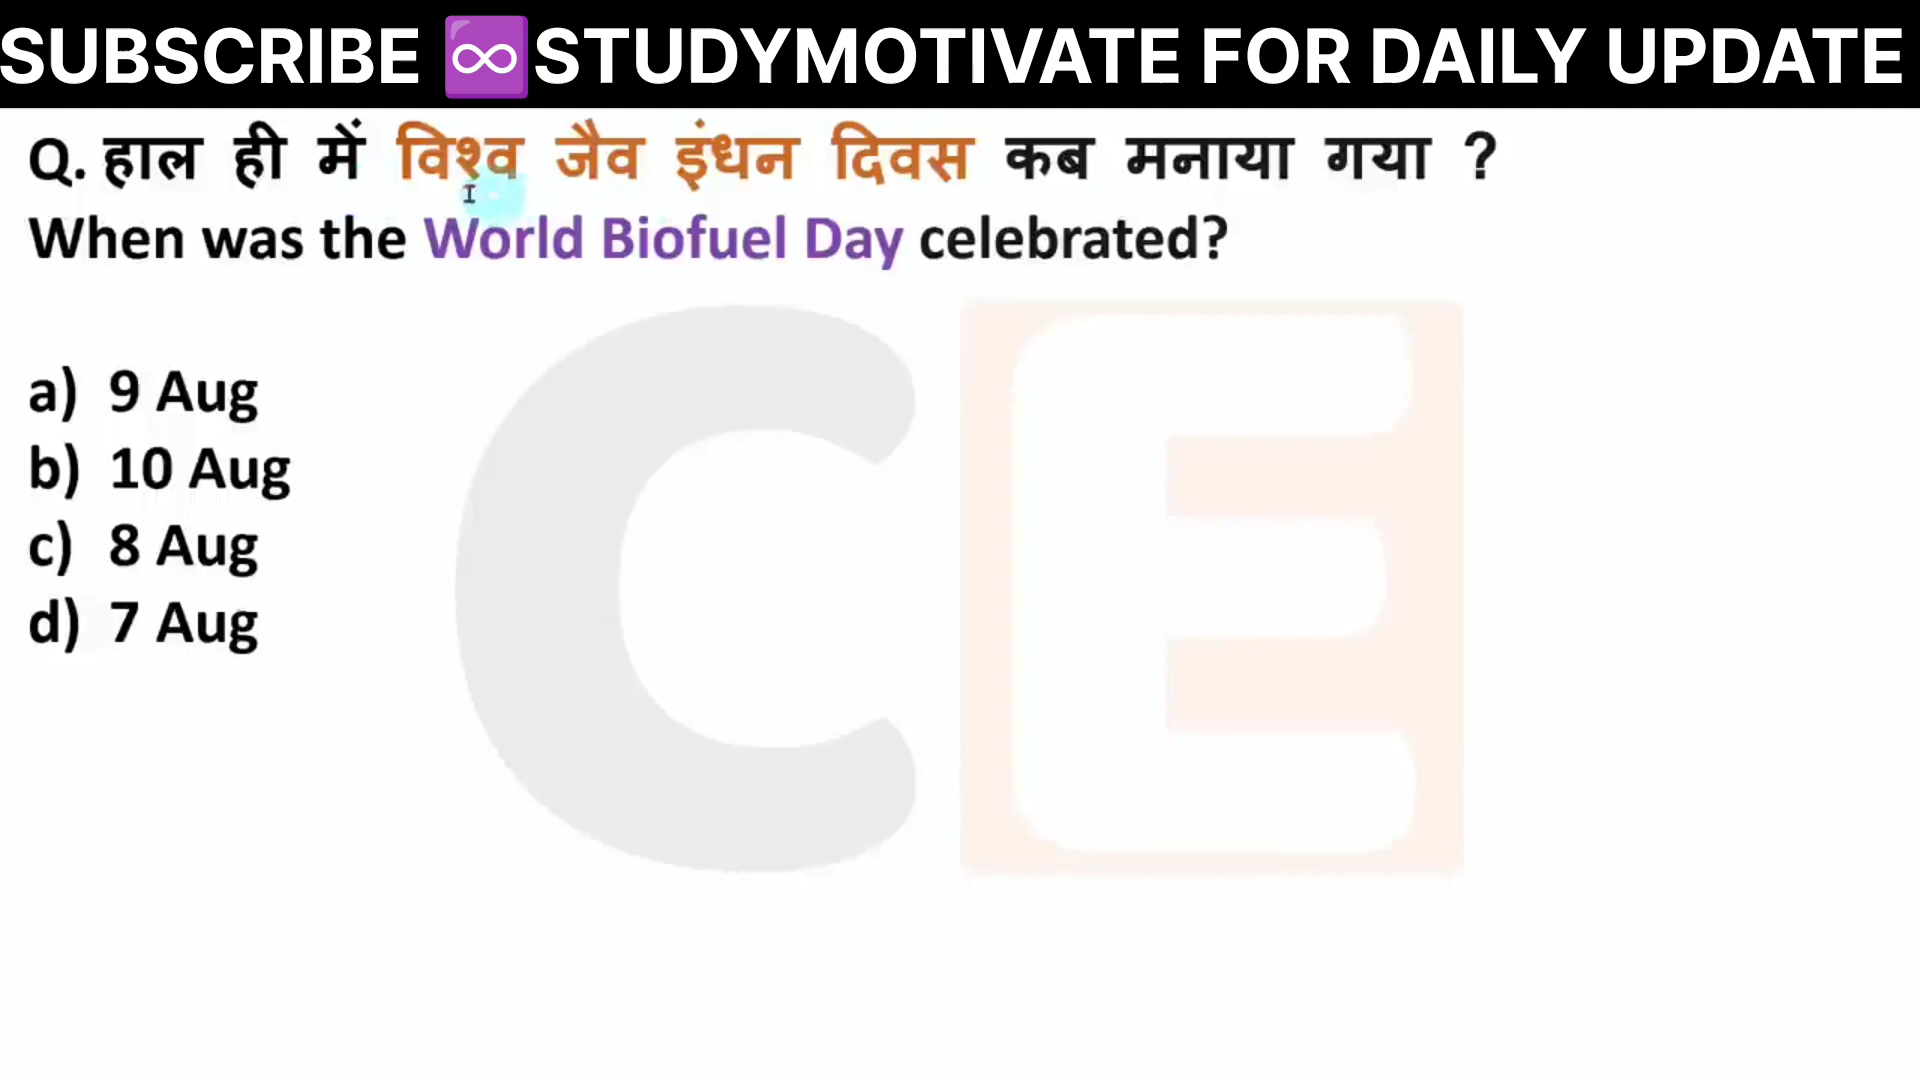 SUBSCRIBE ♾️STUDYMOTIVATE FOR DAILY UPDATE
Q. हाल ही में विश्व जैव इंधन दिवस कब मनाया गया ?
When was the World Biofuel Day celebrated?
a) 9 Aug
b) 10 Aug
c) 8 Aug
d) 7 Aug
CE